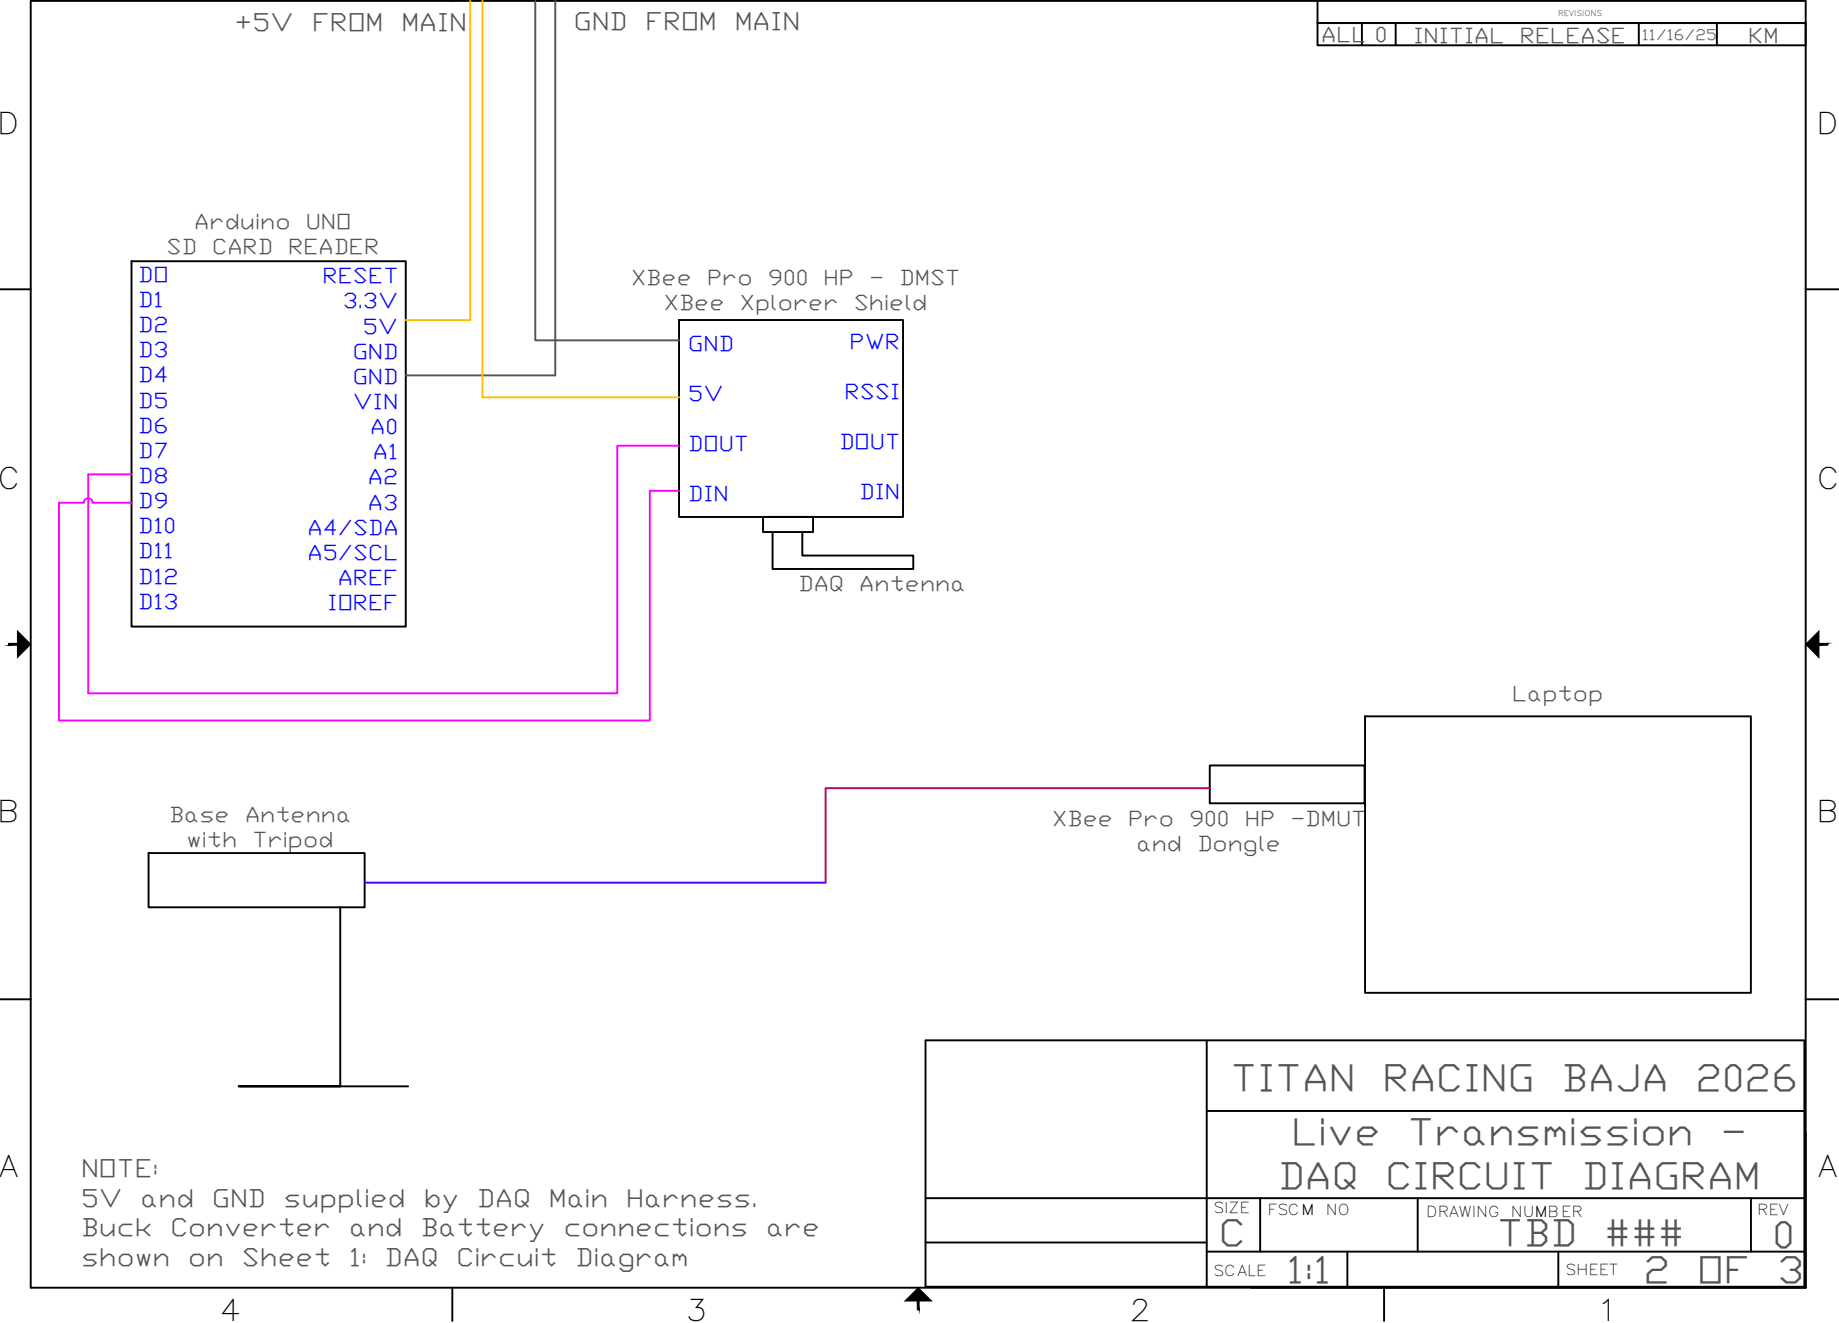 +5V FROM MAIN
GND FROM MAIN
REVISIONS
ALL 0 INITIAL RELEASE 11/16/25 KM
D
D
Arduino UNO
SD CARD READER
D0 RESET
D1 3.3V
D2 5V
D3 GND
D4 GND
D5 VIN
D6 A0
D7 A1
D8 A2
D9 A3
D10 A4/SDA
D11 A5/SCL
D12 AREF
D13 IOREF
XBee Pro 900 HP - DMST
XBee Xplorer Shield
GND PWR
5V RSSI
DOUT DOUT
DIN DIN
DAQ Antenna
C
C
Laptop
XBee Pro 900 HP -DMUT
and Dongle
Base Antenna
with Tripod
B
B
NOTE:
5V and GND supplied by DAQ Main Harness.
Buck Converter and Battery connections are
shown on Sheet 1: DAQ Circuit Diagram
A
A
TITAN RACING BAJA 2026
Live Transmission -
DAQ CIRCUIT DIAGRAM
SIZE FSCM NO DRAWING NUMBER REV
C TBD ### 0
SCALE 1:1 SHEET 2 OF 3
4 3 2 1